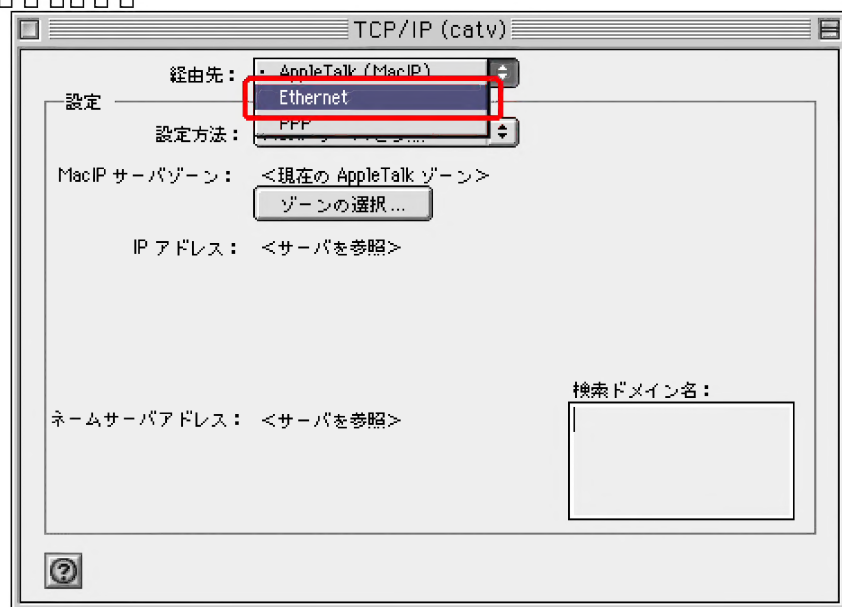 TCP/IP (catv)
経由先： AppleTalk (MacIP)
Ethernet
設定
PPP
設定方法：
MacIP サーバゾーン： <現在の AppleTalk ゾーン>
ゾーンの選択...
IP アドレス： <サーバを参照>
検索ドメイン名：
ネームサーバアドレス： <サーバを参照>